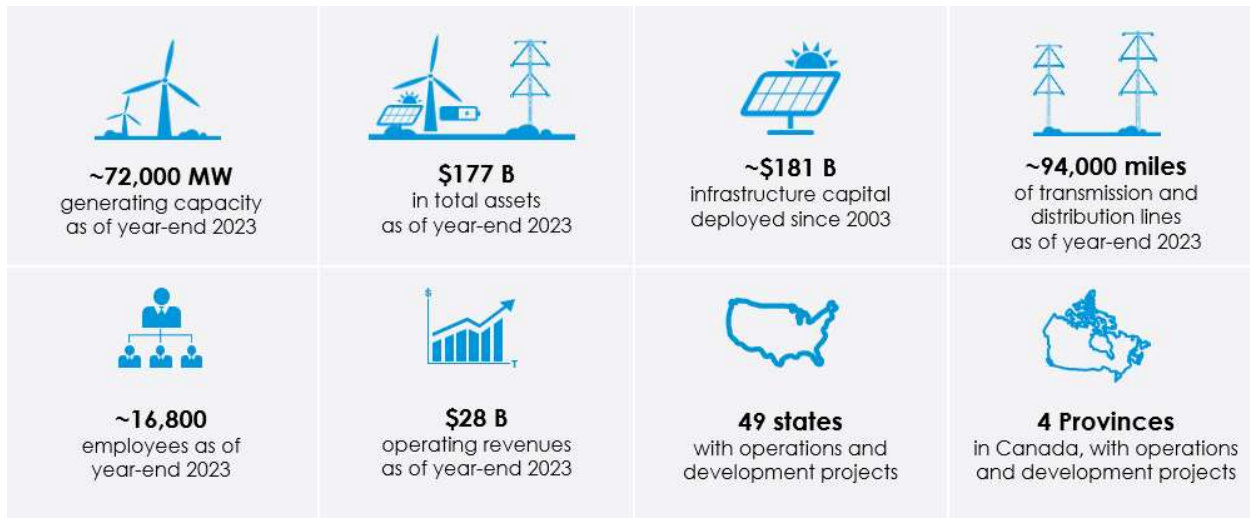 ~72,000 MW
generating capacity
as of year-end 2023
$177 B
in total assets
as of year-end 2023
~$181 B
infrastructure capital
deployed since 2003
~94,000 miles
of transmission and
distribution lines
as of year-end 2023
~16,800
employees as of
year-end 2023
$
T
$28 B
operating revenues
as of year-end 2023
49 states
with operations and
development projects
4 Provinces
in Canada, with operations
and development projects